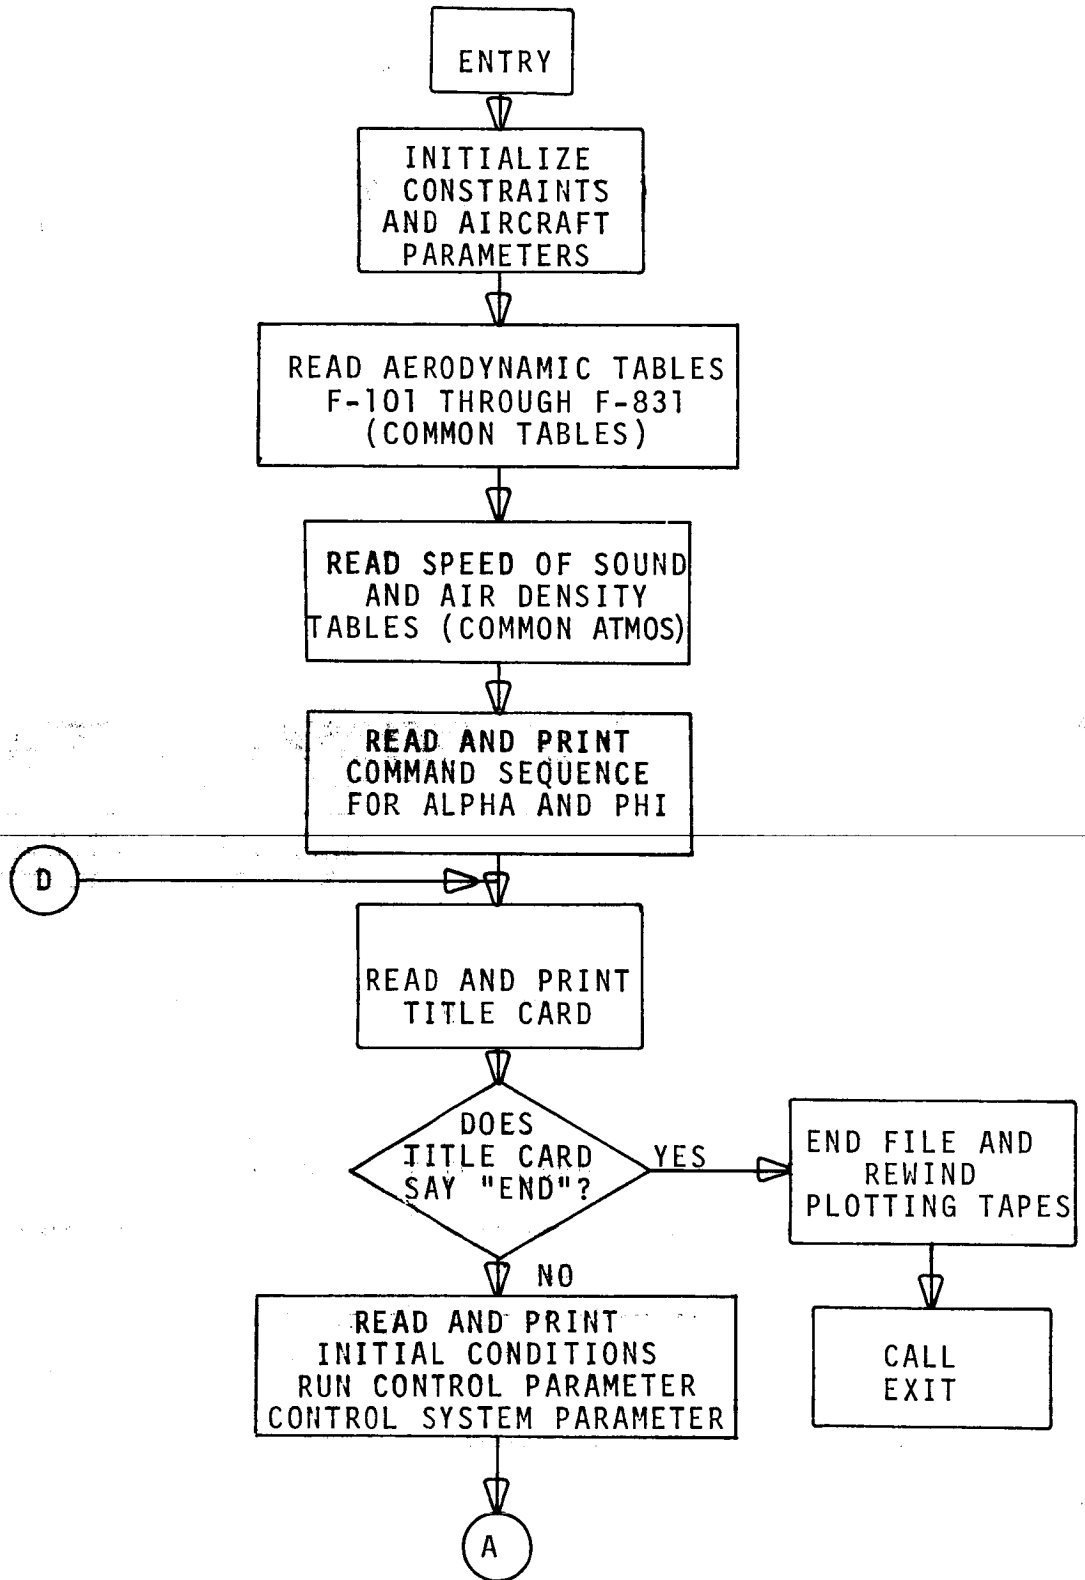 ENTRY
INITIALIZE
CONSTRAINTS
AND AIRCRAFT
PARAMETERS
READ AERODYNAMIC TABLES
F-101 THROUGH F-831
(COMMON TABLES)
READ SPEED OF SOUND
AND AIR DENSITY
TABLES (COMMON ATMOS)
READ AND PRINT
COMMAND SEQUENCE
FOR ALPHA AND PHI
D
READ AND PRINT
TITLE CARD
DOES
TITLE CARD
SAY "END"?
YES
END FILE AND
REWIND
PLOTTING TAPES
NO
READ AND PRINT
INITIAL CONDITIONS
RUN CONTROL PARAMETER
CONTROL SYSTEM PARAMETER
CALL
EXIT
A